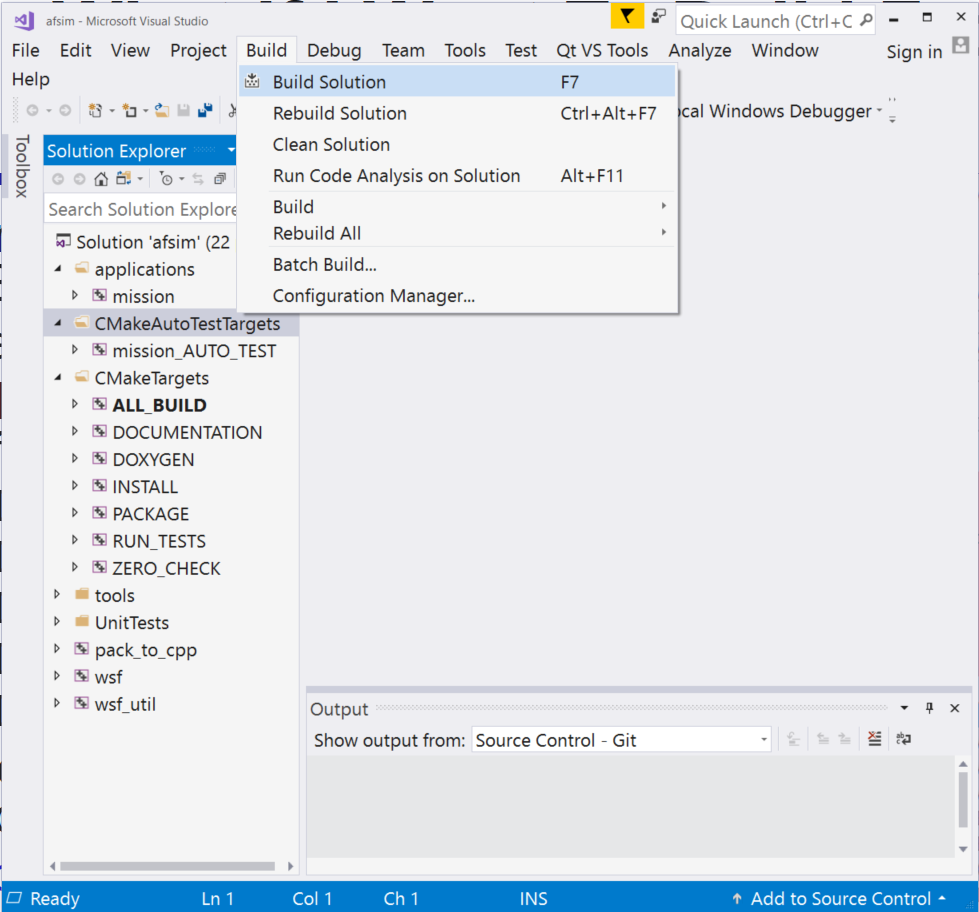 afsim - Microsoft Visual Studio
Quick Launch (Ctrl+C
File Edit View Project Build Debug Team Tools Test Qt VS Tools Analyze Window Sign in
Help
Build Solution F7
Rebuild Solution Ctrl+Alt+F7
Clean Solution
Run Code Analysis on Solution Alt+F11
Build
Rebuild All
Batch Build...
Configuration Manager...
ocal Windows Debugger
Toolbox
Solution Explorer
Search Solution Explore
Solution 'afsim' (22
applications
mission
CMakeAutoTestTargets
mission_AUTO_TEST
CMakeTargets
ALL_BUILD
DOCUMENTATION
DOXYGEN
INSTALL
PACKAGE
RUN_TESTS
ZERO_CHECK
tools
UnitTests
pack_to_cpp
wsf
wsf_util
Output
Show output from: Source Control - Git
Ready Ln 1 Col 1 Ch 1 INS Add to Source Control